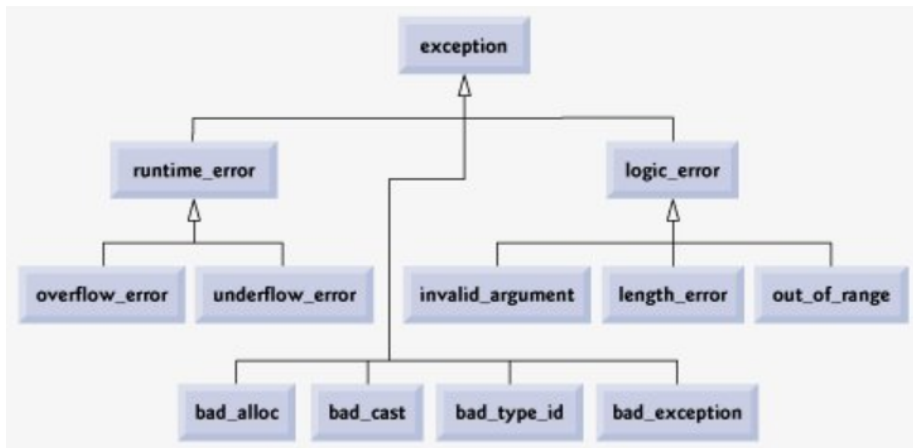 exception
runtime_error
logic_error
overflow_error
underflow_error
invalid_argument
length_error
out_of_range
bad_alloc
bad_cast
bad_type_id
bad_exception